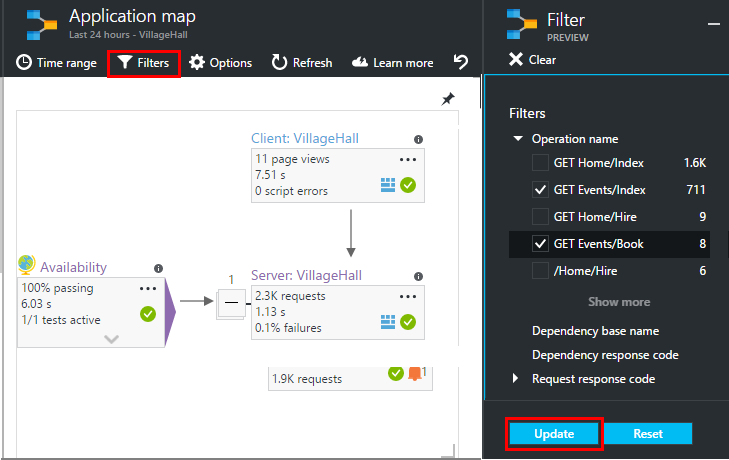 Application map
Last 24 hours - VillageHall
Time range Filters Options Refresh Learn more
Client: VillageHall
11 page views
7.51 s
0 script errors
Availability
100% passing
6.03 s
1/1 tests active
1
Server: VillageHall
2.3K requests
1.13 s
0.1% failures
1.9K requests
1
Filter
PREVIEW
Clear
Filters
Operation name
GET Home/Index 1.6K
GET Events/Index 711
GET Home/Hire 9
GET Events/Book 8
/Home/Hire 6
Show more
Dependency base name
Dependency response code
Request response code
Update Reset